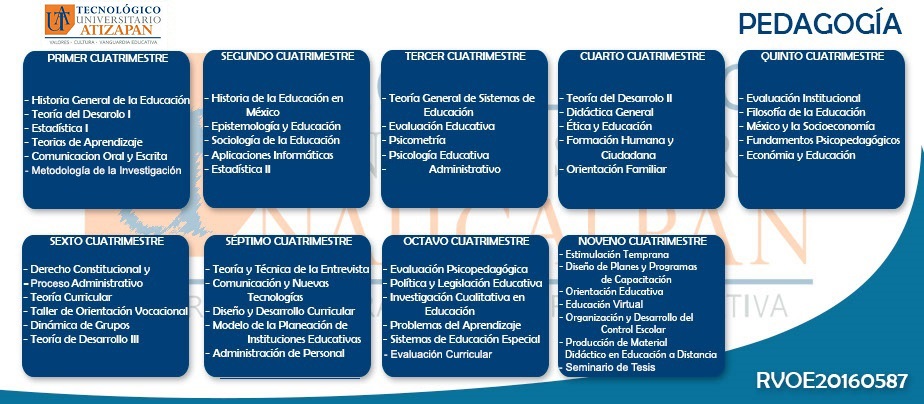 TECNOLÓGICO
UNIVERSITARIO
ATIZAPAN
VALORES · CULTURA · VANGUARDIA EDUCATIVA
PEDAGOGÍA
PRIMER CUATRIMESTRE
- Historia General de la Educación
- Teoría del Desarolo I
- Estadística I
- Teorias de Aprendizaje
- Comunicacion Oral y Escrita
- Metodología de la Investigación
SEGUNDO CUATRIMESTRE
- Historia de la Educación en
México
- Epistemología y Educación
- Sociología de la Educación
- Aplicaciones Informáticas
- Estadística II
TERCER CUATRIMESTRE
- Teoría General de Sistemas de
Educación
- Evaluación Educativa
- Psicometría
- Psicología Educativa
- Administrativo
CUARTO CUATRIMESTRE
- Teoría del Desarrolo II
- Didáctica General
- Ética y Educación
- Formación Humana y
Ciudadana
- Orientación Familiar
QUINTO CUATRIMESTRE
- Evaluación Institucional
- Filosofía de la Educación
- México y la Socioeconomía
- Fundamentos Psicopedagógicos
- Económia y Educación
SEXTO CUATRIMESTRE
- Derecho Constitucional y
- Proceso Administrativo
- Teoría Curricular
- Taller de Orientación Vocacional
- Dinámica de Grupos
- Teoría de Desarrollo III
SÉPTIMO CUATRIMESTRE
- Teoría y Técnica de la Entrevista
- Comunicación y Nuevas
Tecnologías
- Diseño y Desarrollo Curricular
- Modelo de la Planeación de
Instituciones Educativas
- Administración de Personal
OCTAVO CUATRIMESTRE
- Evaluación Psicopedagógica
- Política y Legislación Educativa
- Investigación Cualitativa en
Educación
- Problemas del Aprendizaje
- Sistemas de Educación Especial
- Evaluación Curricular
NOVENO CUATRIMESTRE
- Estimulación Temprana
- Diseño de Planes y Programas
de Capacitación
- Orientación Educativa
- Educación Virtual
- Organización y Desarrollo del
Control Escolar
- Producción de Material
Didáctico en Educación a Distancia
- Seminario de Tesis
RVOE20160587